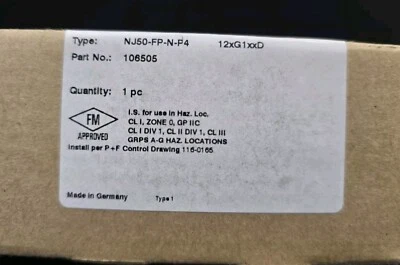 Type: NJ50-FP-N-P4 12xG1xxD
Part No.: 106505
Quantity: 1 pc
FM
APPROVED
I.S. for use in Haz. Loc.
CL I, ZONE 0, GP IIC
CL I DIV 1, CL II DIV 1, CL III
GRPS A-G HAZ. LOCATIONS
Install per P+F Control Drawing 116-0165
Made in Germany Type 1